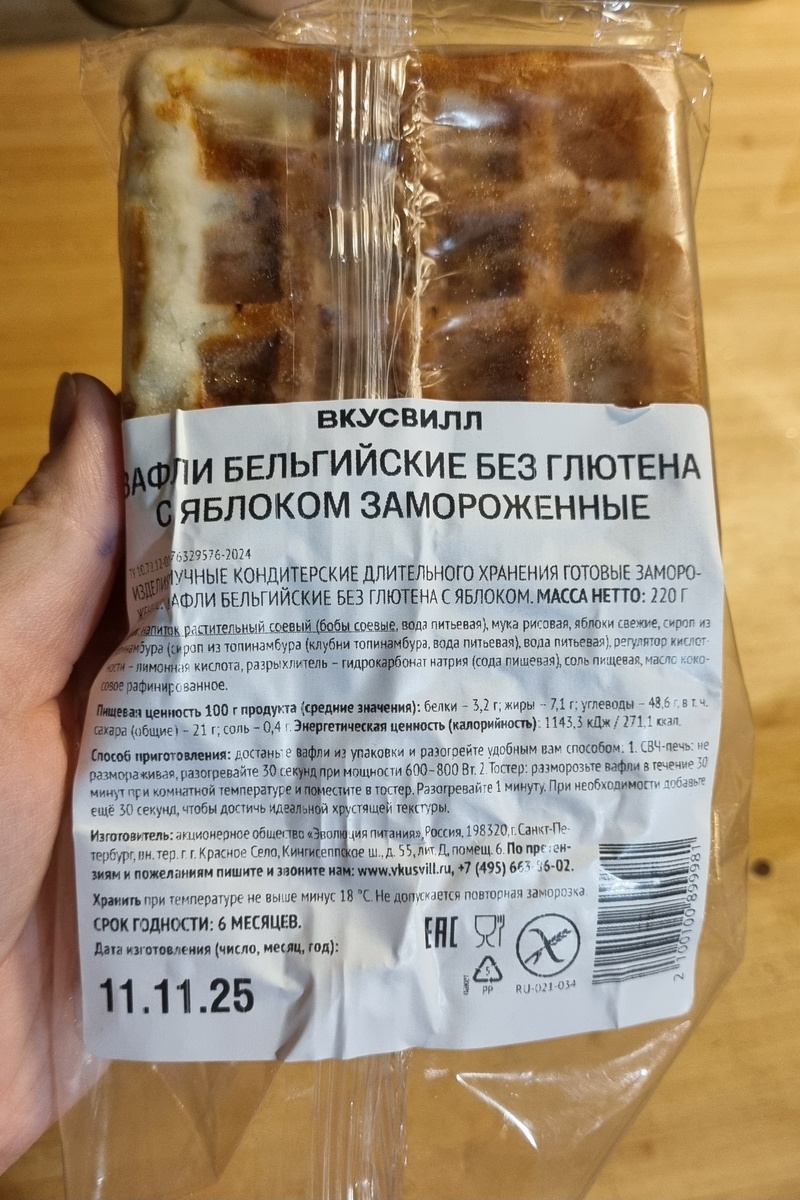 ВКУСВИЛЛ
ВАФЛИ БЕЛЬГИЙСКИЕ БЕЗ ГЛЮТЕНА
С ЯБЛОКОМ ЗАМОРОЖЕННЫЕ
76329576-2024
ИЗДЕЛИЯ МУЧНЫЕ КОНДИТЕРСКИЕ ДЛИТЕЛЬНОГО ХРАНЕНИЯ ГОТОВЫЕ ЗАМОРО-
ВАФЛИ БЕЛЬГИЙСКИЕ БЕЗ ГЛЮТЕНА С ЯБЛОКОМ. МАССА НЕТТО: 220 Г
напиток растительный соевый (бобы соевые, вода питьевая), мука рисовая, яблоки свежие, сироп из
топинамбура (сироп из топинамбура (клубни топинамбура, вода питьевая), вода питьевая), регулятор кислот-
ности – лимонная кислота, разрыхлитель – гидрокарбонат натрия (сода пищевая), соль пищевая, масло коко-
совое рафинированное.
Пищевая ценность 100 г продукта (средние значения): белки – 3,2 г; жиры – 7,1 г; углеводы – 48,6 г, в т.ч.
сахара (общие) – 21 г; соль – 0,4 г. Энергетическая ценность (калорийность): 1143,3 кДж / 271,1 ккал.
Способ приготовления: достаньте вафли из упаковки и разогрейте удобным вам способом: 1. СВЧ-печь: не
размораживая, разогревайте 30 секунд при мощности 600–800 Вт. 2. Тостер: разморозьте вафли в течение 30
минут при комнатной температуре и поместите в тостер. Разогревайте 1 минуту. При необходимости добавьте
ещё 30 секунд, чтобы достичь идеальной хрустящей текстуры.
Изготовитель: акционерное общество «Эволюция питания», Россия, 198320, г. Санкт-Пе-
тербург, вн. тер. г. г. Красное Село, Кингисеппское ш., д. 55, лит. Д, помещ. 6. По претен-
зиям и пожеланиям пишите и звоните нам: www.vkusvill.ru, +7 (495) 663-86-02.
Хранить при температуре не выше минус 18 °С. Не допускается повторная заморозка.
СРОК ГОДНОСТИ: 6 МЕСЯЦЕВ.
Дата изготовления (число, месяц, год):
11.11.25
EAC
пакет
5
PP
RU-021-034
2 100100 899981